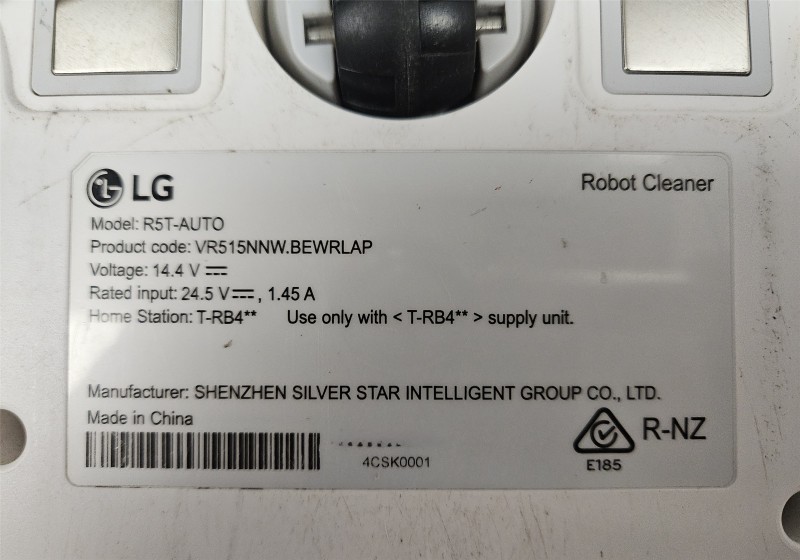 LG
Robot Cleaner
Model: R5T-AUTO
Product code: VR515NNW.BEWRLAP
Voltage: 14.4 V ⎓
Rated input: 24.5 V ⎓, 1.45 A
Home Station: T-RB4** Use only with < T-RB4** > supply unit.
Manufacturer: SHENZHEN SILVER STAR INTELLIGENT GROUP CO., LTD.
Made in China
4CSK0001
R-NZ
E185